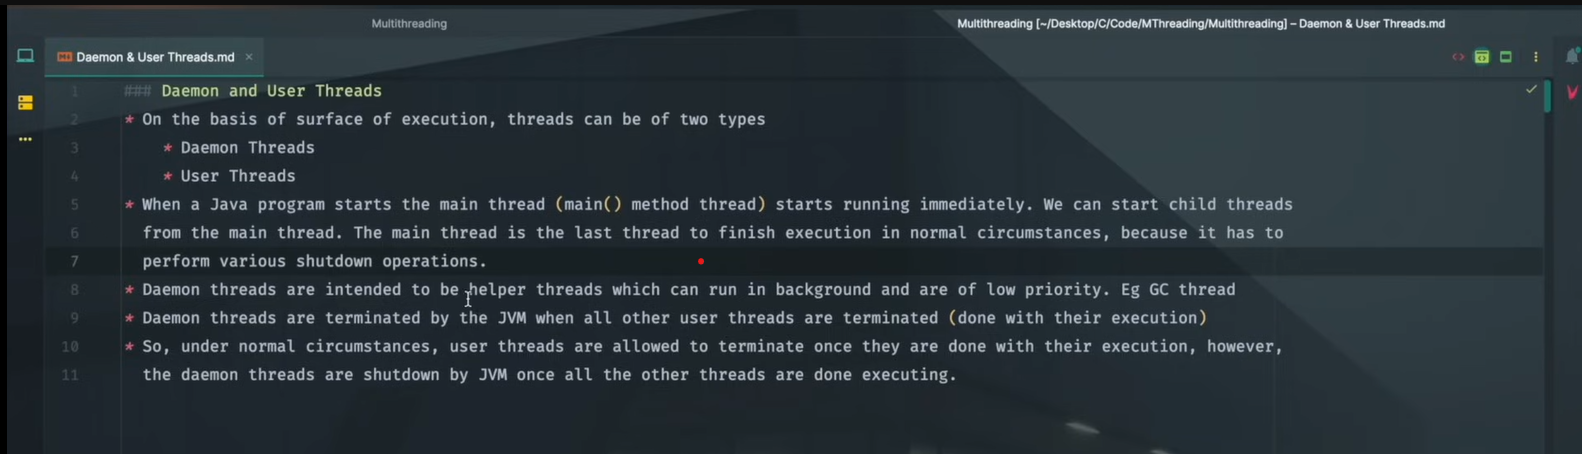 Multithreading
Multithreading [~/Desktop/C/Code/MThreading/Multithreading] – Daemon & User Threads.md
Daemon & User Threads.md ×
1 ### Daemon and User Threads
2 * On the basis of surface of execution, threads can be of two types
3 * Daemon Threads
4 * User Threads
5 * When a Java program starts the main thread (main() method thread) starts running immediately. We can start child threads
6 from the main thread. The main thread is the last thread to finish execution in normal circumstances, because it has to
7 perform various shutdown operations.
8 * Daemon threads are intended to be helper threads which can run in background and are of low priority. Eg GC thread
9 * Daemon threads are terminated by the JVM when all other user threads are terminated (done with their execution)
10 * So, under normal circumstances, user threads are allowed to terminate once they are done with their execution, however,
11 the daemon threads are shutdown by JVM once all the other threads are done executing.